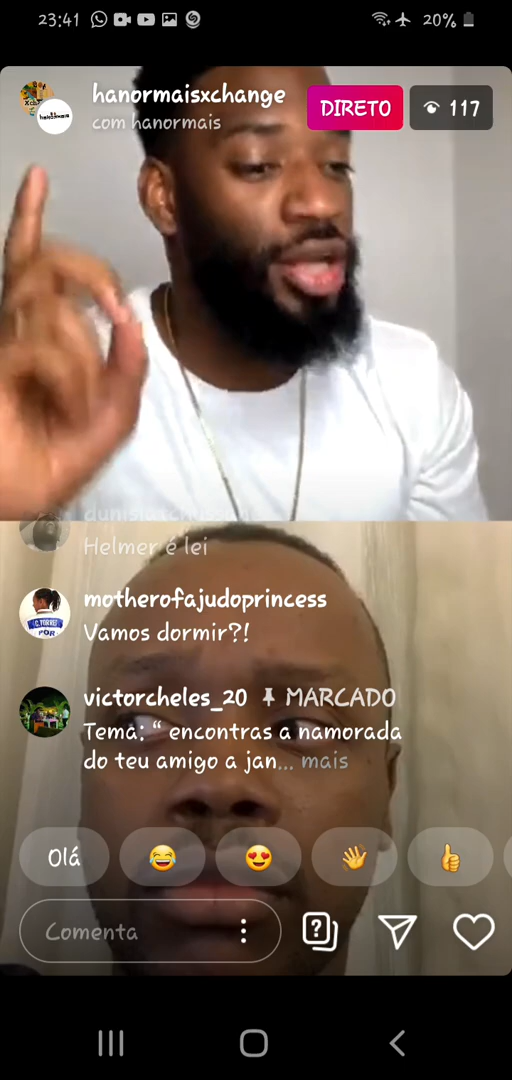 23:41
20%
hanormaisxchange
com hanormais
DIRETO
117
Helmer é lei
motherofajudoprincess
Vamos dormir?!
victorcheles_20 MARCADO
Tema: “ encontras a namorada
do teu amigo a jan... mais
Olá
Comenta